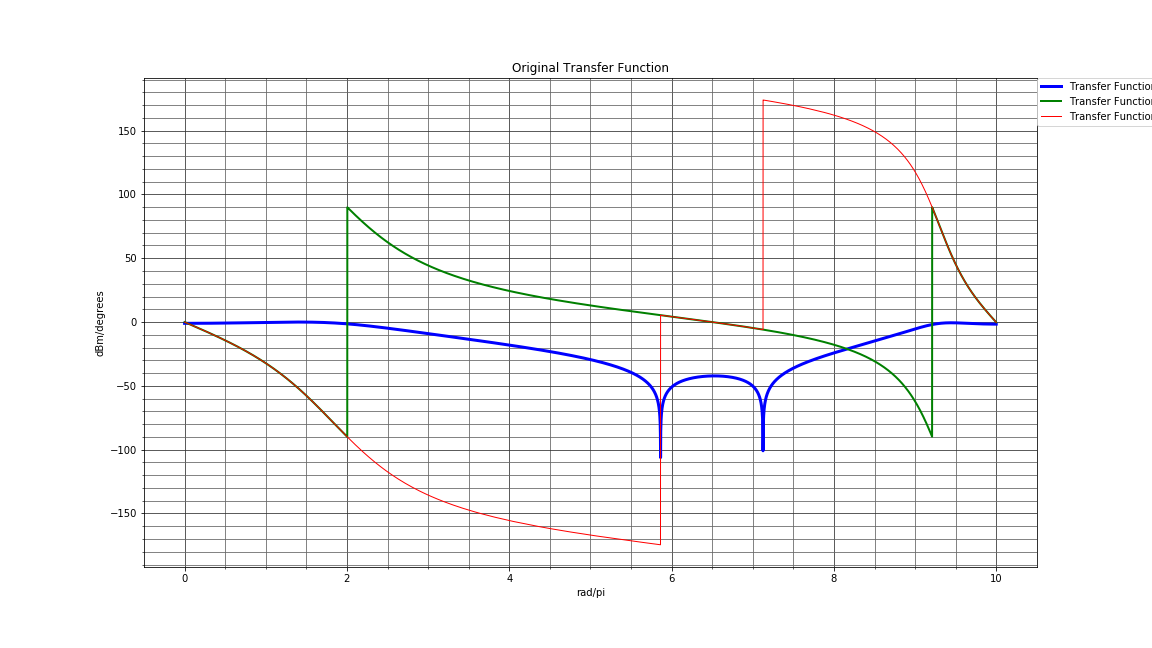 Original Transfer Function
Transfer Function
Transfer Function
Transfer Function
dBm/degrees
150
100
50
0
−50
−100
−150
0 2 4 6 8 10
rad/pi